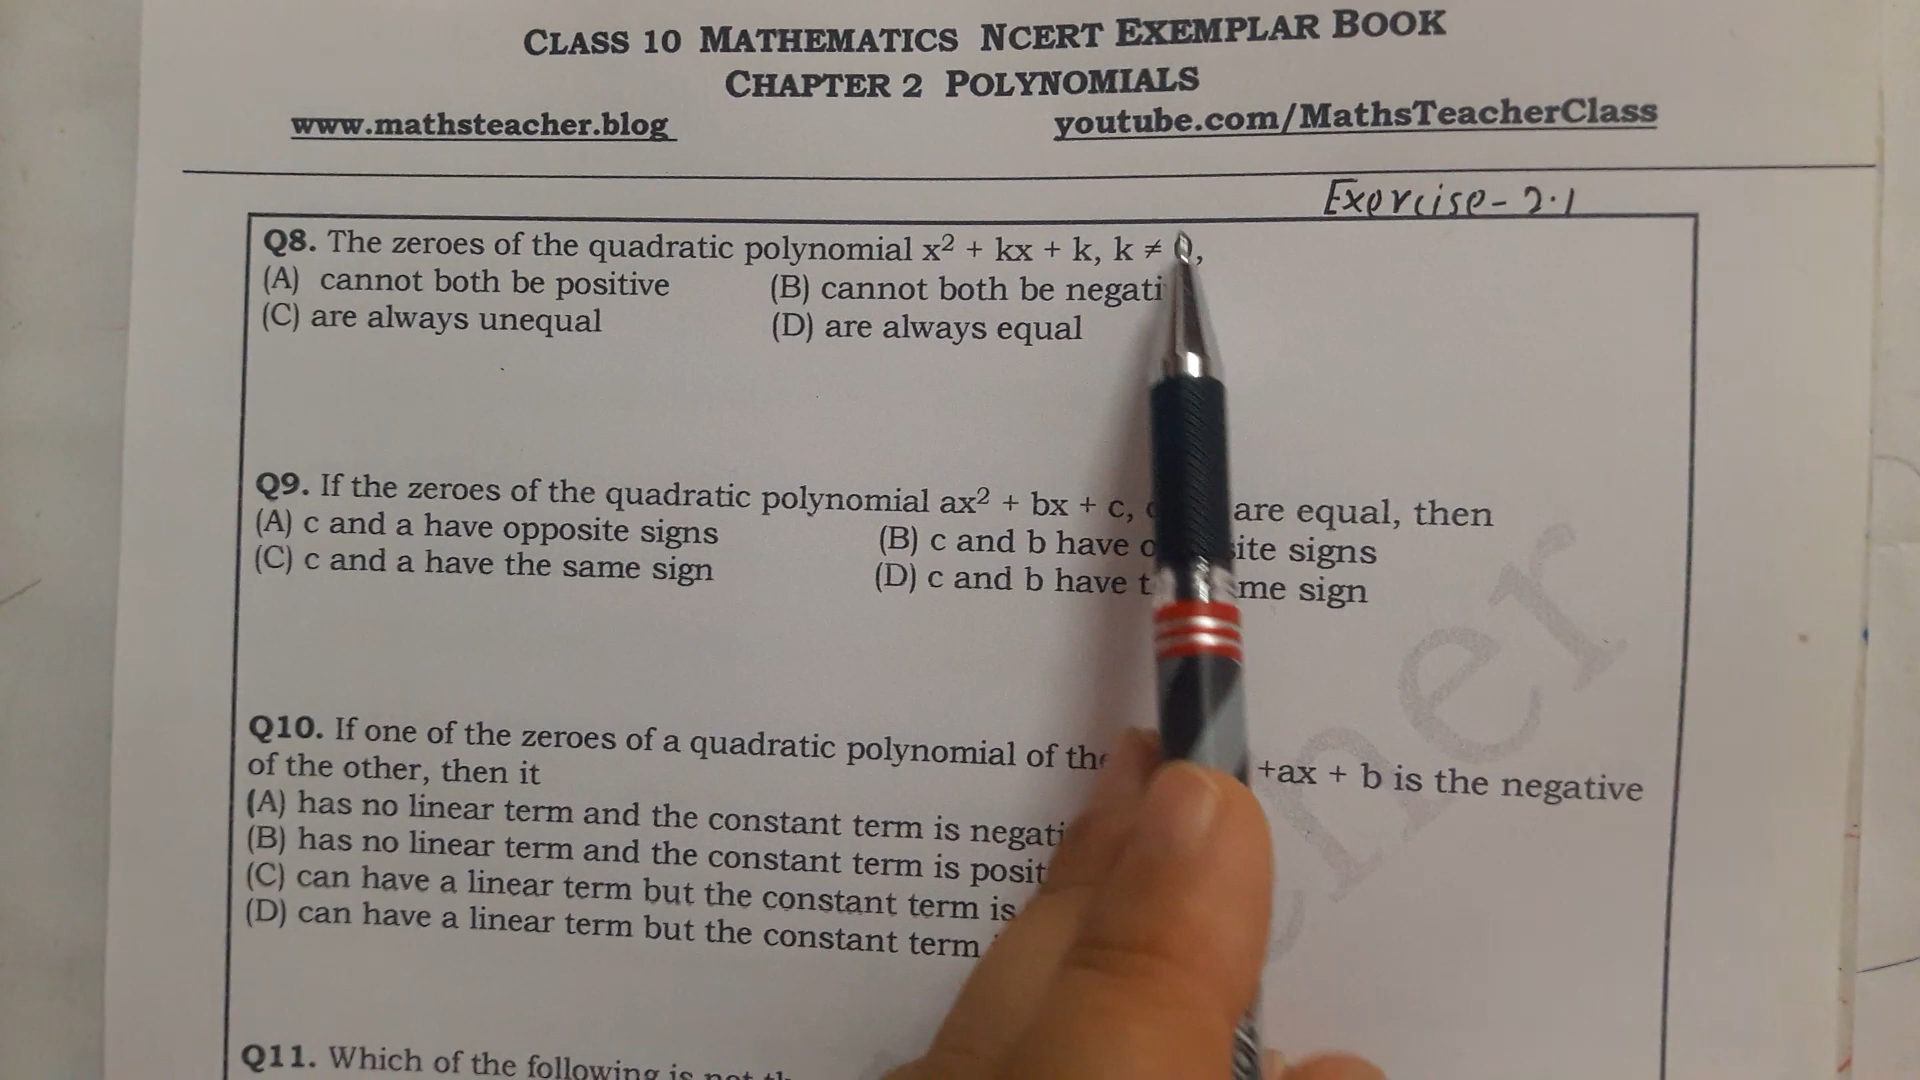 CLASS 10 MATHEMATICS NCERT EXEMPLAR BOOK
CHAPTER 2 POLYNOMIALS
www.mathsteacher.blog youtube.com/MathsTeacherClass
Exercise-2.1
Q8. The zeroes of the quadratic polynomial x² + kx + k, k ≠ 0,
(A) cannot both be positive (B) cannot both be
(C) are always unequal (D) are always equal
Q9. If the zeroes of the quadratic polynomial ax² + bx + c, are equal, then
(A) c and a have opposite signs (B) c and b have signs
(C) c and a have the same sign (D) c and b have sign
Q10. If one of the zeroes of a quadratic polynomial of +ax + b is the negative
of the other, then it
(A) has no linear term and the constant term is
(B) has no linear term and the constant term is
(C) can have a linear term but the constant term is
(D) can have a linear term but the constant term
Q11. Which of the following is not